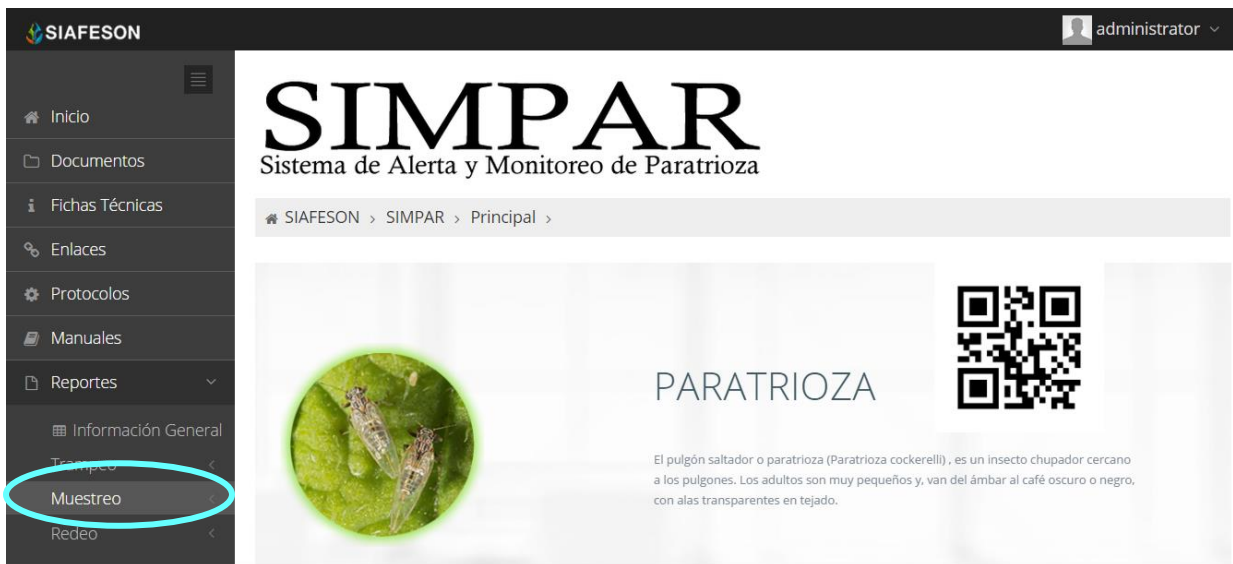 SIAFESON
administrator
Inicio
Documentos
Fichas Técnicas
Enlaces
Protocolos
Manuales
Reportes
Información General
Trampeo
Muestreo
Redeo
SIMPAR
Sistema de Alerta y Monitoreo de Paratrioza
SIAFESON > SIMPAR > Principal >
PARATRIOZA
El pulgón saltador o paratrioza (Paratrioza cockerelli) , es un insecto chupador cercano
a los pulgones. Los adultos son muy pequeños y, van del ámbar al café oscuro o negro,
con alas transparentes en tejado.